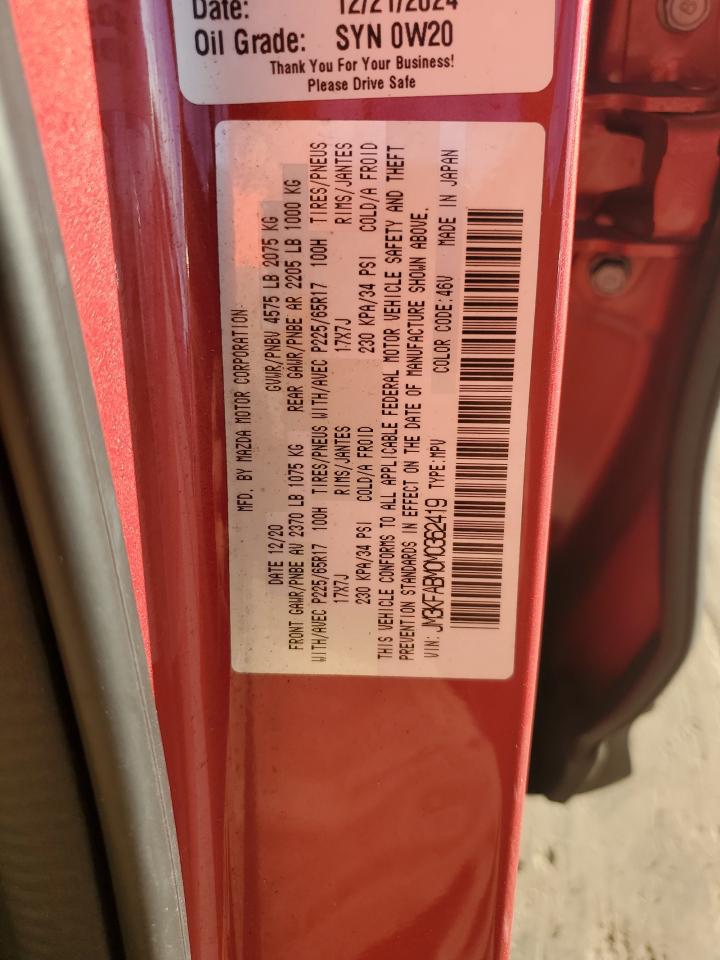 Date: 12/21/2024
Oil Grade: SYN 0W20
Thank You For Your Business!
Please Drive Safe
MFD. BY MAZDA MOTOR CORPORATION
DATE 12/20 GVWR/PNBV 4575 LB 2075 KG
FRONT GAWR/PNBE AV 2370 LB 1075 KG REAR GAWR/PNBE AR 2205 LB 1000 KG
WITH/AVEC P225/65R17 100H TIRES/PNEUS WITH/AVEC P225/65R17 100H TIRES/PNEUS
17X7J RIMS/JANTES 17X7J RIMS/JANTES
230 KPA/34 PSI COLD/A FROID 230 KPA/34 PSI COLD/A FROID
THIS VEHICLE CONFORMS TO ALL APPLICABLE FEDERAL MOTOR VEHICLE SAFETY AND THEFT
PREVENTION STANDARDS IN EFFECT ON THE DATE OF MANUFACTURE SHOWN ABOVE.
VIN: JM3KFABM0M0362419 TYPE:MPV COLOR CODE:46V MADE IN JAPAN